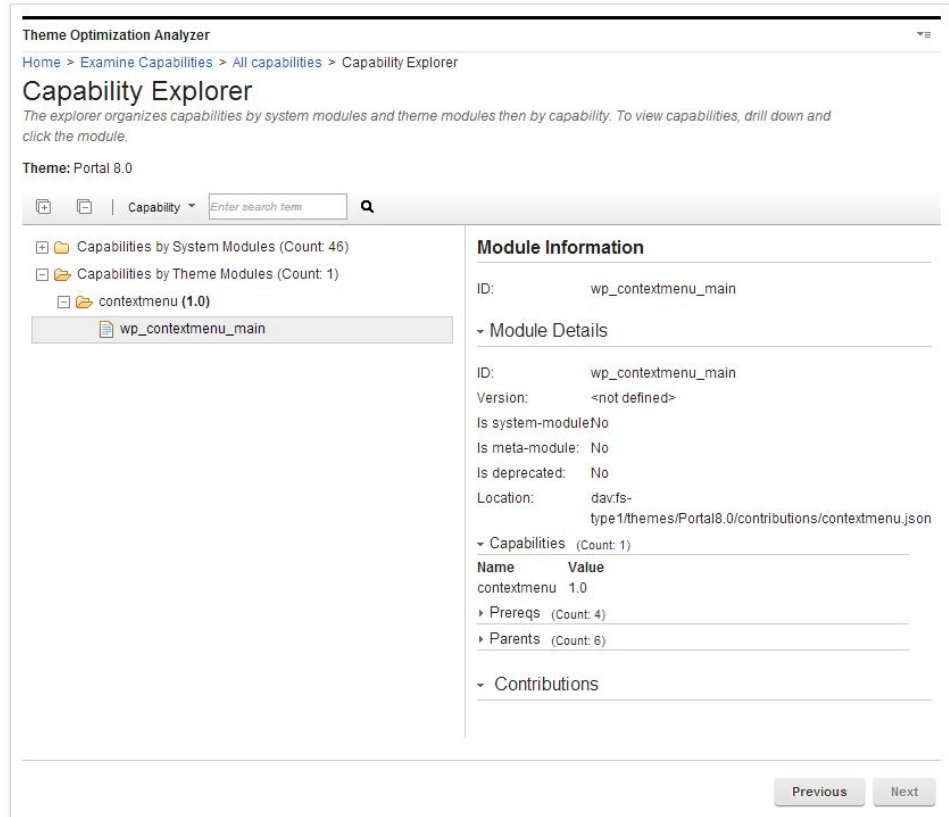 Theme Optimization Analyzer
Home > Examine Capabilities > All capabilities > Capability Explorer
Capability Explorer
The explorer organizes capabilities by system modules and theme modules then by capability. To view capabilities, drill down and
click the module.
Theme: Portal 8.0
Capability Enter search term
Capabilities by System Modules (Count: 46)
Capabilities by Theme Modules (Count: 1)
contextmenu (1.0)
wp_contextmenu_main
Module Information
ID: wp_contextmenu_main
Module Details
ID: wp_contextmenu_main
Version: <not defined>
Is system-module:No
Is meta-module: No
Is deprecated: No
Location: dav:fs-
type1/themes/Portal8.0/contributions/contextmenu.json
Capabilities (Count: 1)
Name Value
contextmenu 1.0
Prereqs (Count: 4)
Parents (Count: 6)
Contributions
Previous Next